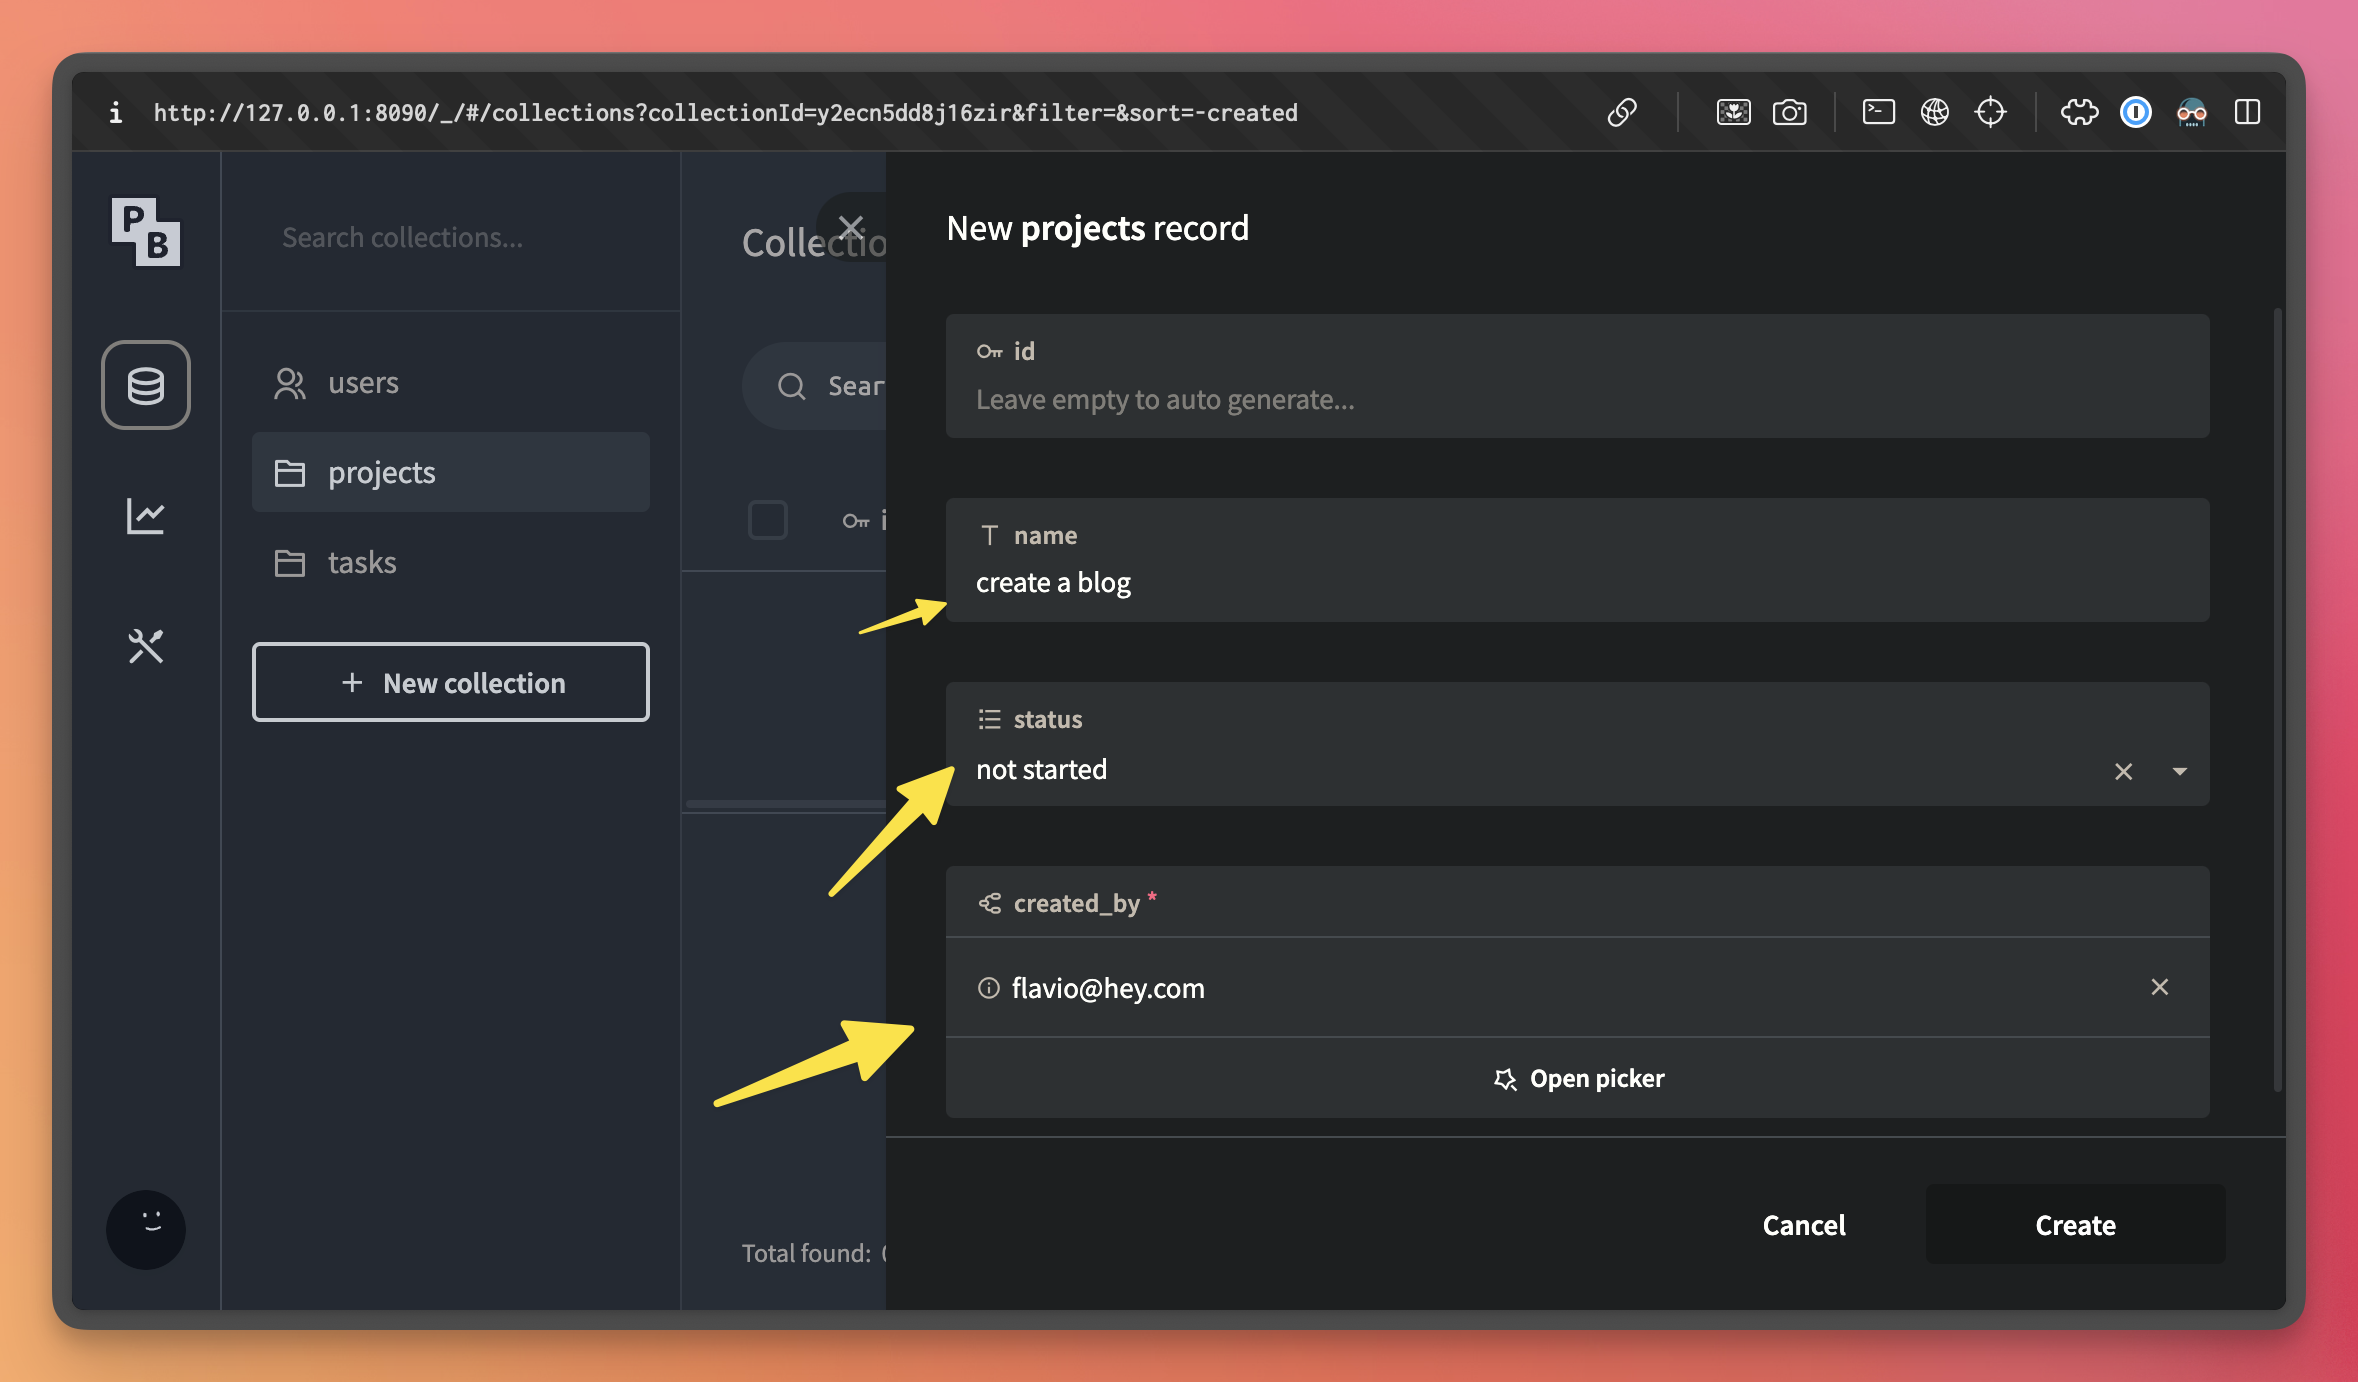 http://127.0.0.1:8090/_/#/collections?collectionId=y2ecn5dd8j16zir&filter=&sort=-created
P
B
Search collections...
users
projects
tasks
+ New collection
Collectio
Sear
Total found:
New projects record
id
Leave empty to auto generate...
name
create a blog
status
not started
created_by *
flavio@hey.com
Open picker
Cancel
Create